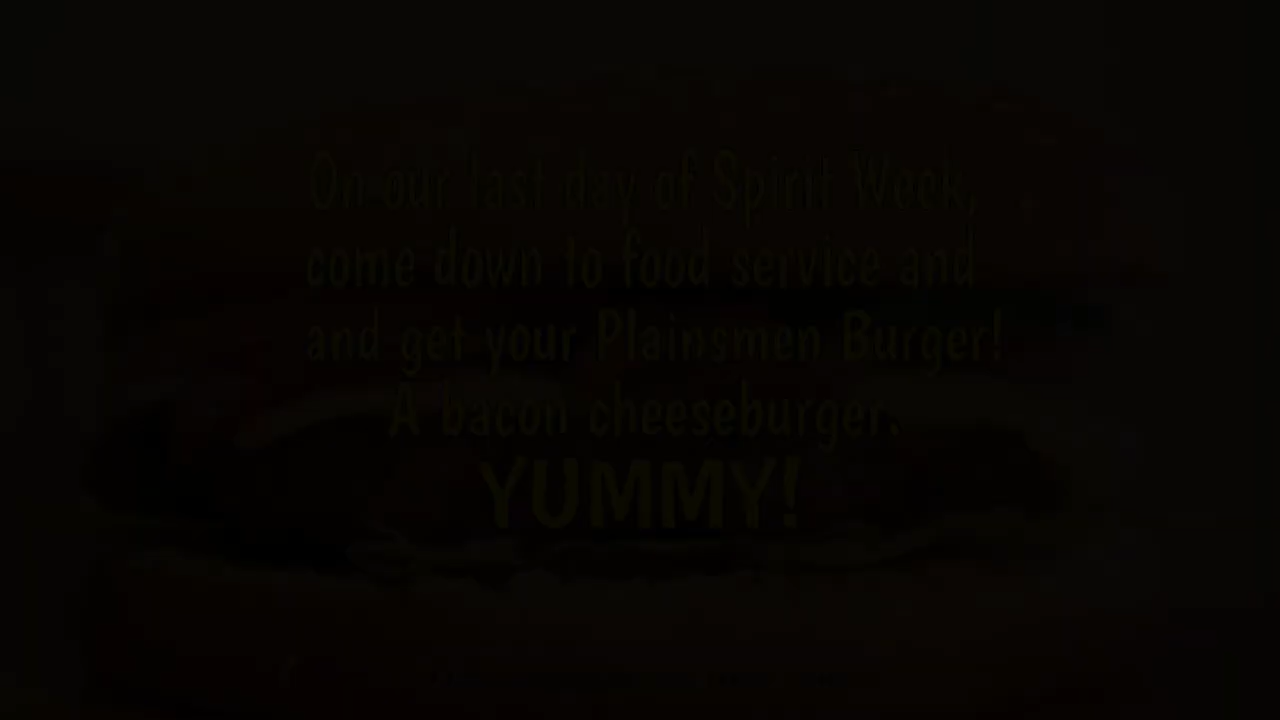 On our last day of Spirit Week,
come down to food service and
and get your Plainsmen Burger!
A bacon cheeseburger.
YUMMY!